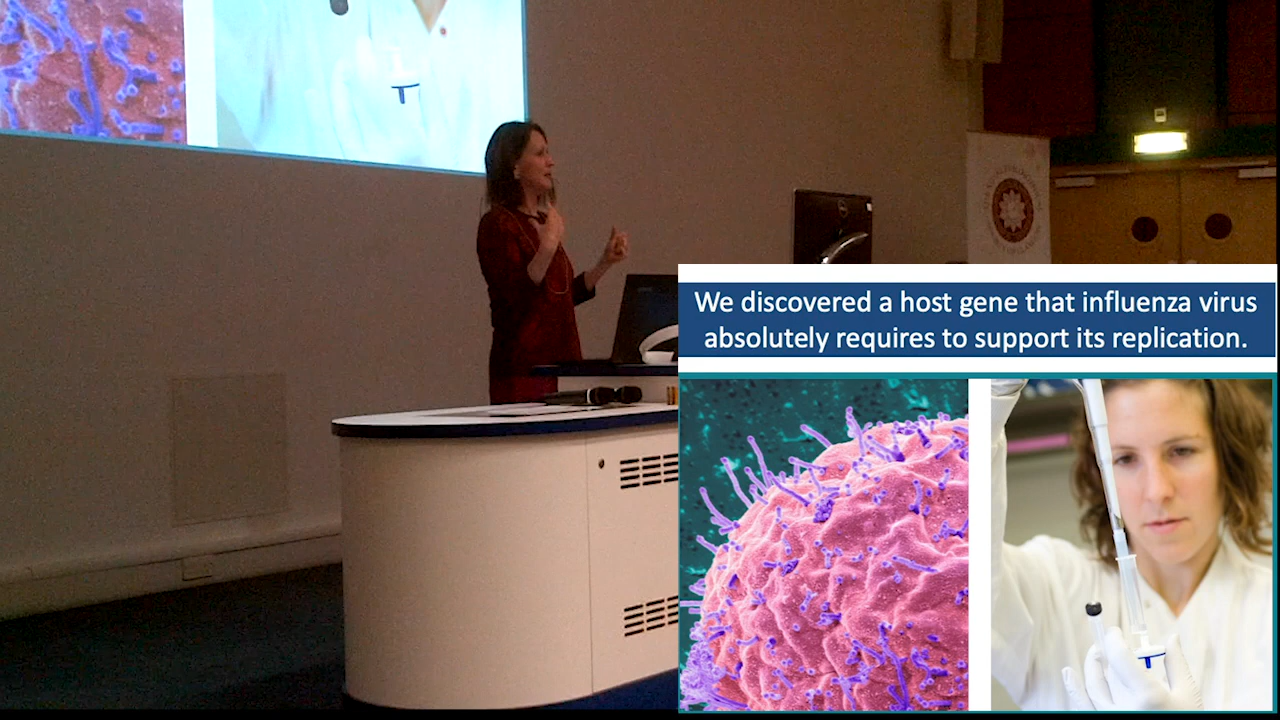 We discovered a host gene that influenza virus
absolutely requires to support its replication.